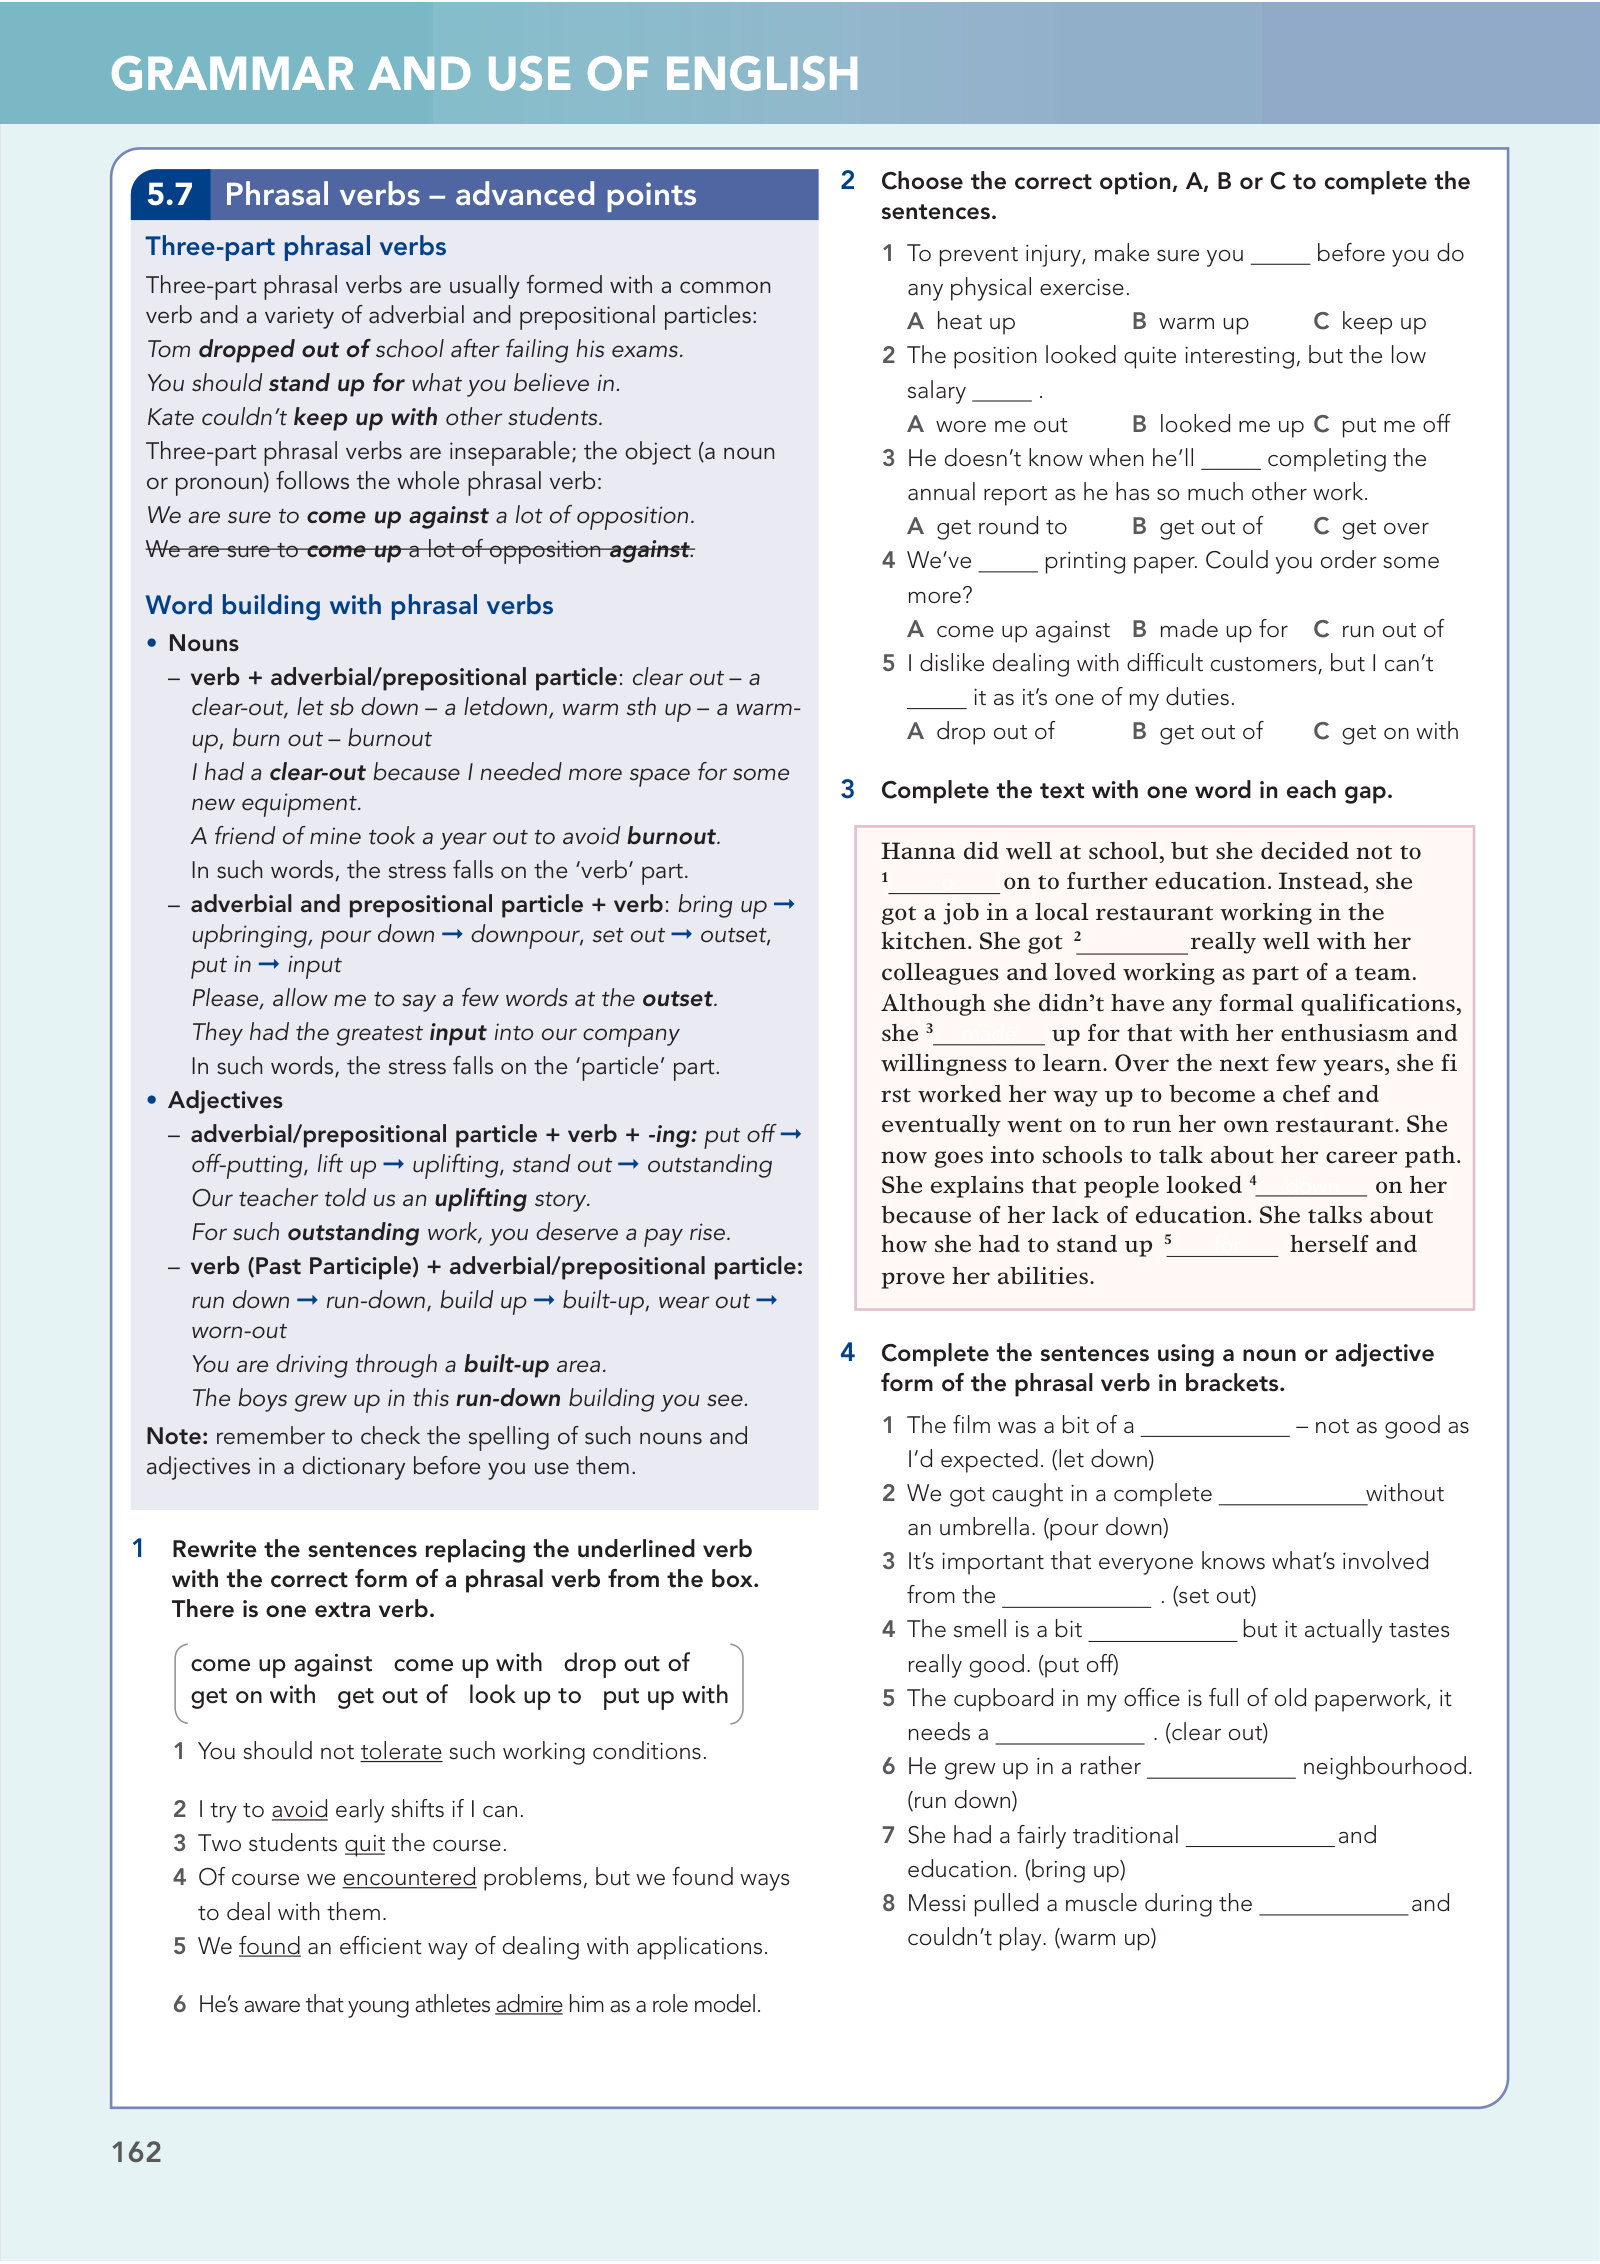 GRAMMAR AND USE OF ENGLISH
5.7 Phrasal verbs – advanced points
Three-part phrasal verbs
Three-part phrasal verbs are usually formed with a common
verb and a variety of adverbial and prepositional particles:
Tom dropped out of school after failing his exams.
You should stand up for what you believe in.
Kate couldn't keep up with other students.
Three-part phrasal verbs are inseparable; the object (a noun
or pronoun) follows the whole phrasal verb:
We are sure to come up against a lot of opposition.
We are sure to come up a lot of opposition against.
Word building with phrasal verbs
• Nouns
– verb + adverbial/prepositional particle: clear out – a
clear-out, let sb down – a letdown, warm sth up – a warm-
up, burn out – burnout
I had a clear-out because I needed more space for some
new equipment.
A friend of mine took a year out to avoid burnout.
In such words, the stress falls on the 'verb' part.
– adverbial and prepositional particle + verb: bring up →
upbringing, pour down → downpour, set out → outset,
put in → input
Please, allow me to say a few words at the outset.
They had the greatest input into our company
In such words, the stress falls on the 'particle' part.
• Adjectives
– adverbial/prepositional particle + verb + -ing: put off →
off-putting, lift up → uplifting, stand out → outstanding
Our teacher told us an uplifting story.
For such outstanding work, you deserve a pay rise.
– verb (Past Participle) + adverbial/prepositional particle:
run down → run-down, build up → built-up, wear out →
worn-out
You are driving through a built-up area.
The boys grew up in this run-down building you see.
Note: remember to check the spelling of such nouns and
adjectives in a dictionary before you use them.
1 Rewrite the sentences replacing the underlined verb
with the correct form of a phrasal verb from the box.
There is one extra verb.
come up against come up with drop out of
get on with get out of look up to put up with
1 You should not tolerate such working conditions.
2 I try to avoid early shifts if I can.
3 Two students quit the course.
4 Of course we encountered problems, but we found ways
to deal with them.
5 We found an efficient way of dealing with applications.
6 He's aware that young athletes admire him as a role model.
2 Choose the correct option, A, B or C to complete the
sentences.
1 To prevent injury, make sure you _____ before you do
any physical exercise.
A heat up B warm up C keep up
2 The position looked quite interesting, but the low
salary _____ .
A wore me out B looked me up C put me off
3 He doesn't know when he'll _____ completing the
annual report as he has so much other work.
A get round to B get out of C get over
4 We've _____ printing paper. Could you order some
more?
A come up against B made up for C run out of
5 I dislike dealing with difficult customers, but I can't
_____ it as it's one of my duties.
A drop out of B get out of C get on with
3 Complete the text with one word in each gap.
Hanna did well at school, but she decided not to
1_________ on to further education. Instead, she
got a job in a local restaurant working in the
kitchen. She got 2_________ really well with her
colleagues and loved working as part of a team.
Although she didn't have any formal qualifications,
she 3_________ up for that with her enthusiasm and
willingness to learn. Over the next few years, she fi
rst worked her way up to become a chef and
eventually went on to run her own restaurant. She
now goes into schools to talk about her career path.
She explains that people looked 4_________ on her
because of her lack of education. She talks about
how she had to stand up 5_________ herself and
prove her abilities.
4 Complete the sentences using a noun or adjective
form of the phrasal verb in brackets.
1 The film was a bit of a ____________ – not as good as
I'd expected. (let down)
2 We got caught in a complete ____________without
an umbrella. (pour down)
3 It's important that everyone knows what's involved
from the ____________ . (set out)
4 The smell is a bit ____________ but it actually tastes
really good. (put off)
5 The cupboard in my office is full of old paperwork, it
needs a ____________ . (clear out)
6 He grew up in a rather ____________ neighbourhood.
(run down)
7 She had a fairly traditional ____________ and
education. (bring up)
8 Messi pulled a muscle during the ____________ and
couldn't play. (warm up)
162